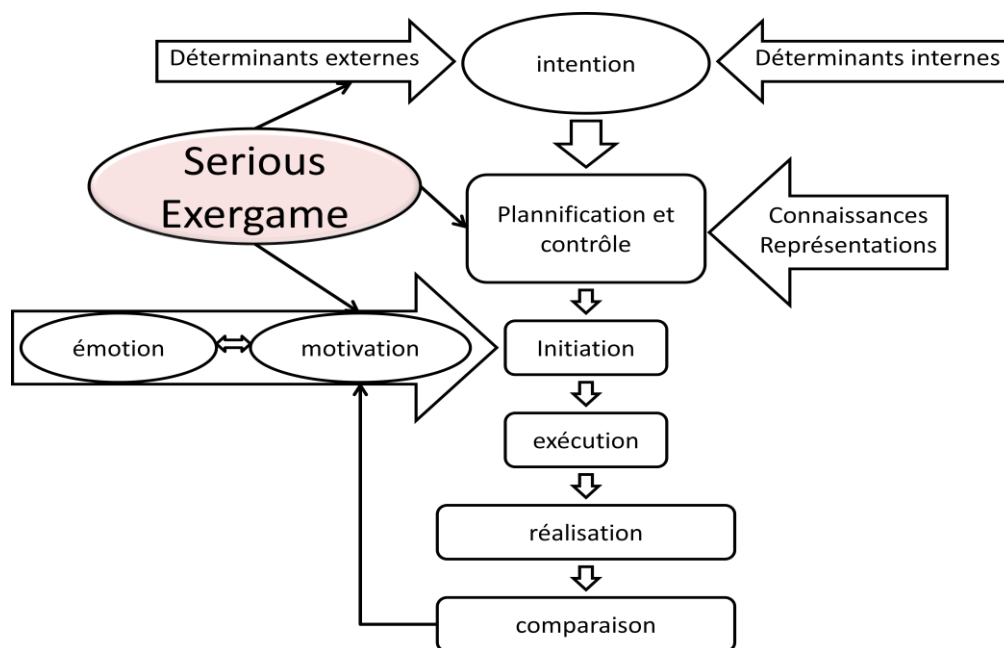 Déterminants externes
intention
Déterminants internes
Serious
Exergame
Plannification et
contrôle
Connaissances
Représentations
émotion
motivation
Initiation
exécution
réalisation
comparaison